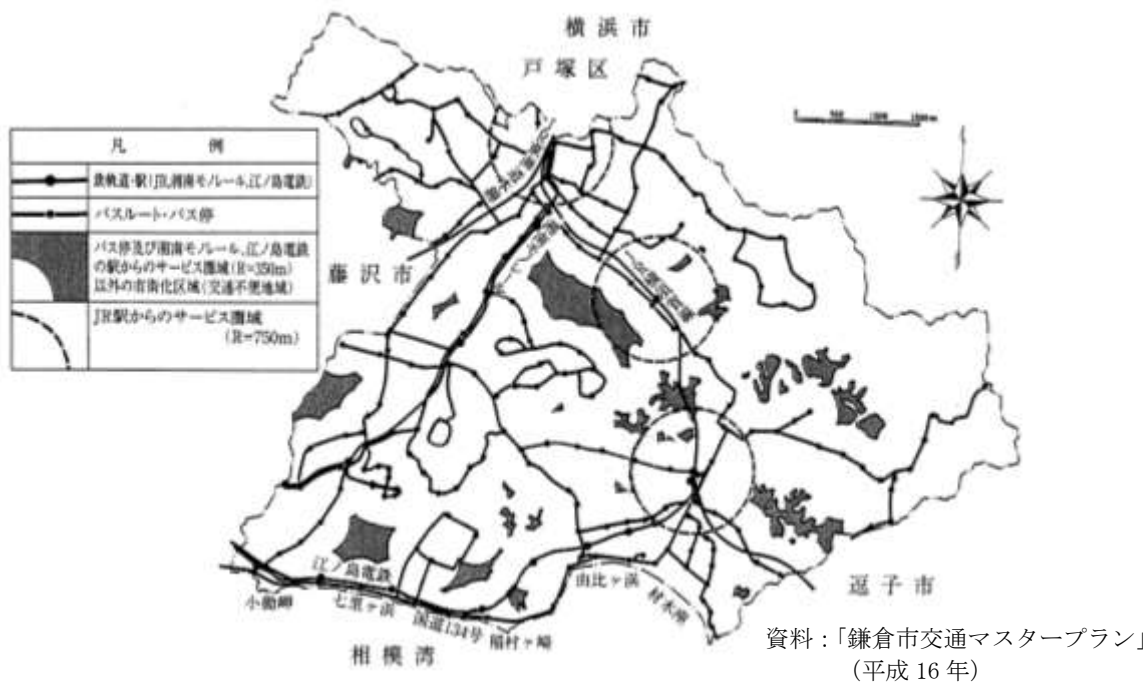 横浜市
戸塚区
凡 例
鉄軌道・駅(JR、湘南モノレール、江ノ島電鉄)
バスルート・バス停
バス停及び湘南モノレール、江ノ島電鉄
の駅からのサービス圏域(R=350m)
以外の市街化区域(交通不便地域)
JR駅からのサービス圏域
(R=750m)
藤沢市
江ノ島電鉄
小動岬
七里ヶ浜
国道134号
稲村ヶ崎
由比ヶ浜
材木座
逗子市
相模湾
資料:「鎌倉市交通マスタープラン」
(平成 16 年)